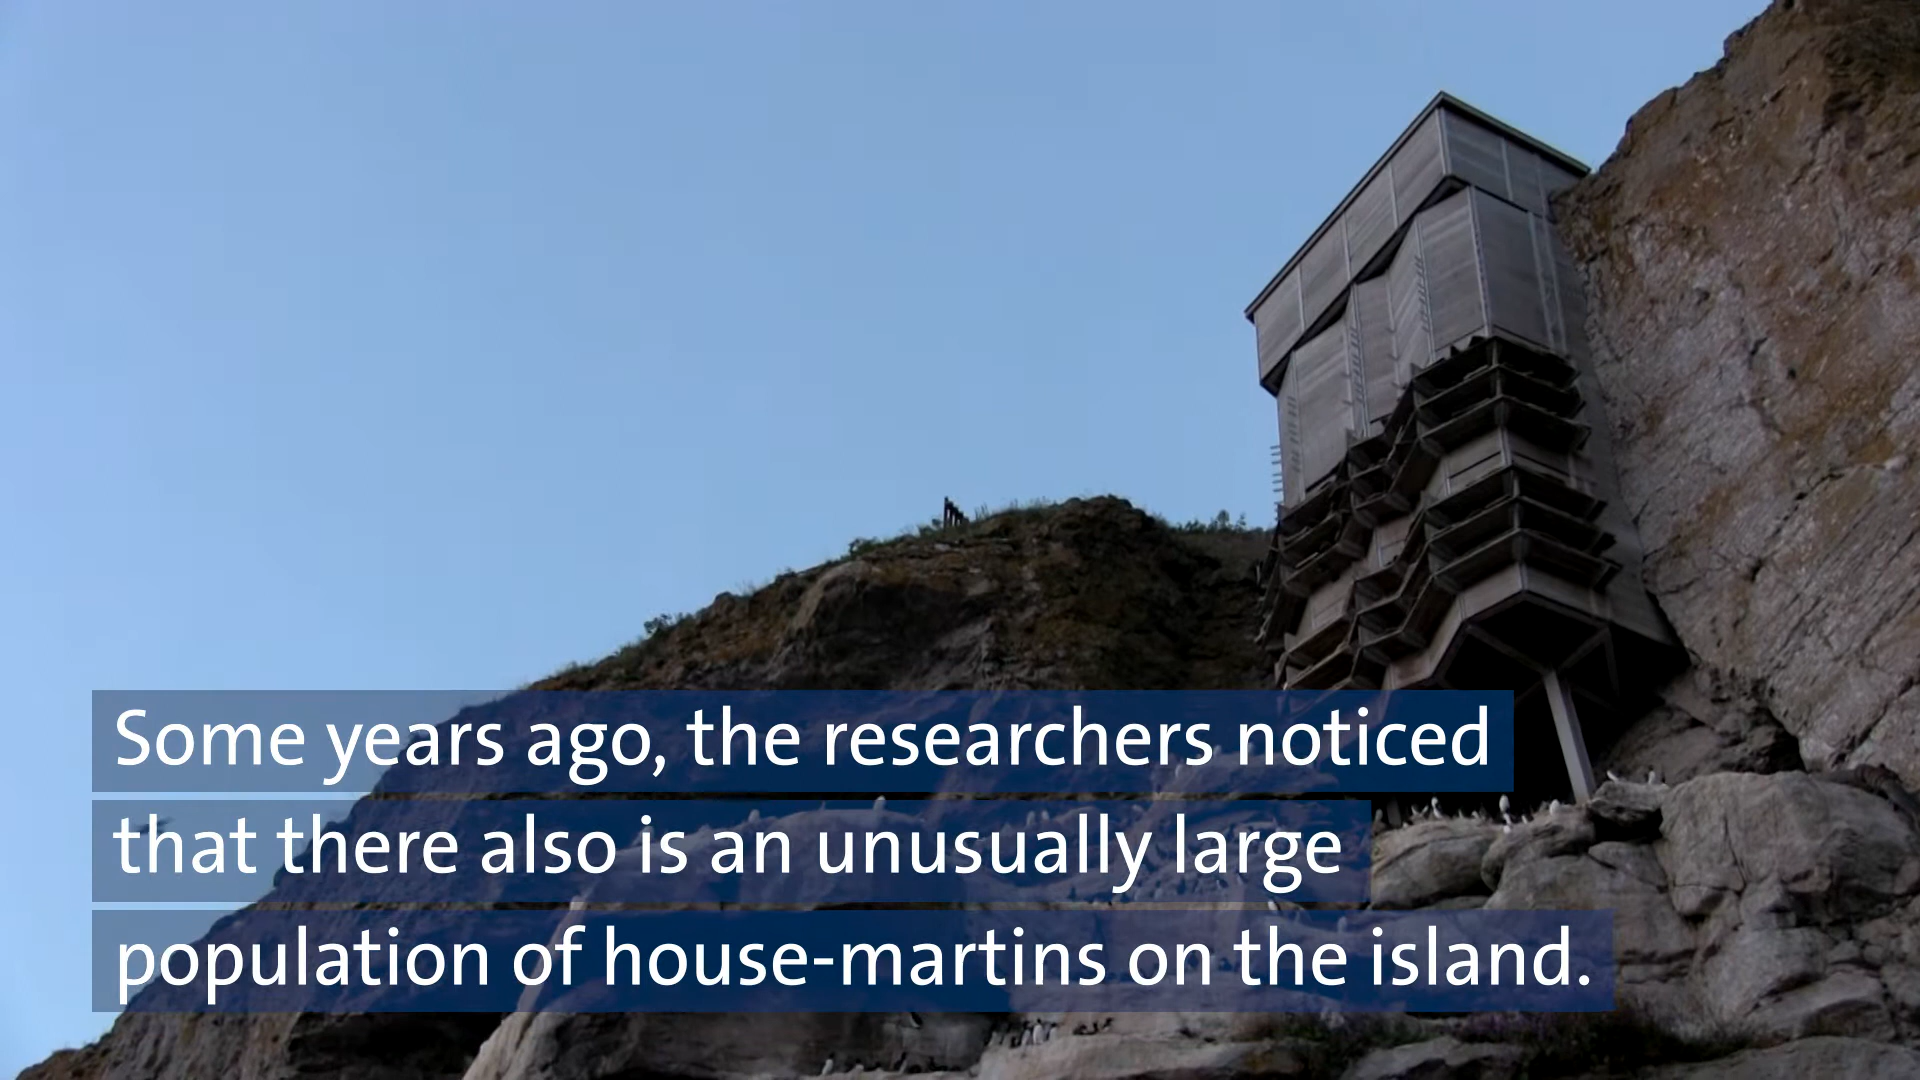 Some years ago, the researchers noticed
that there also is an unusually large
population of house-martins on the island.